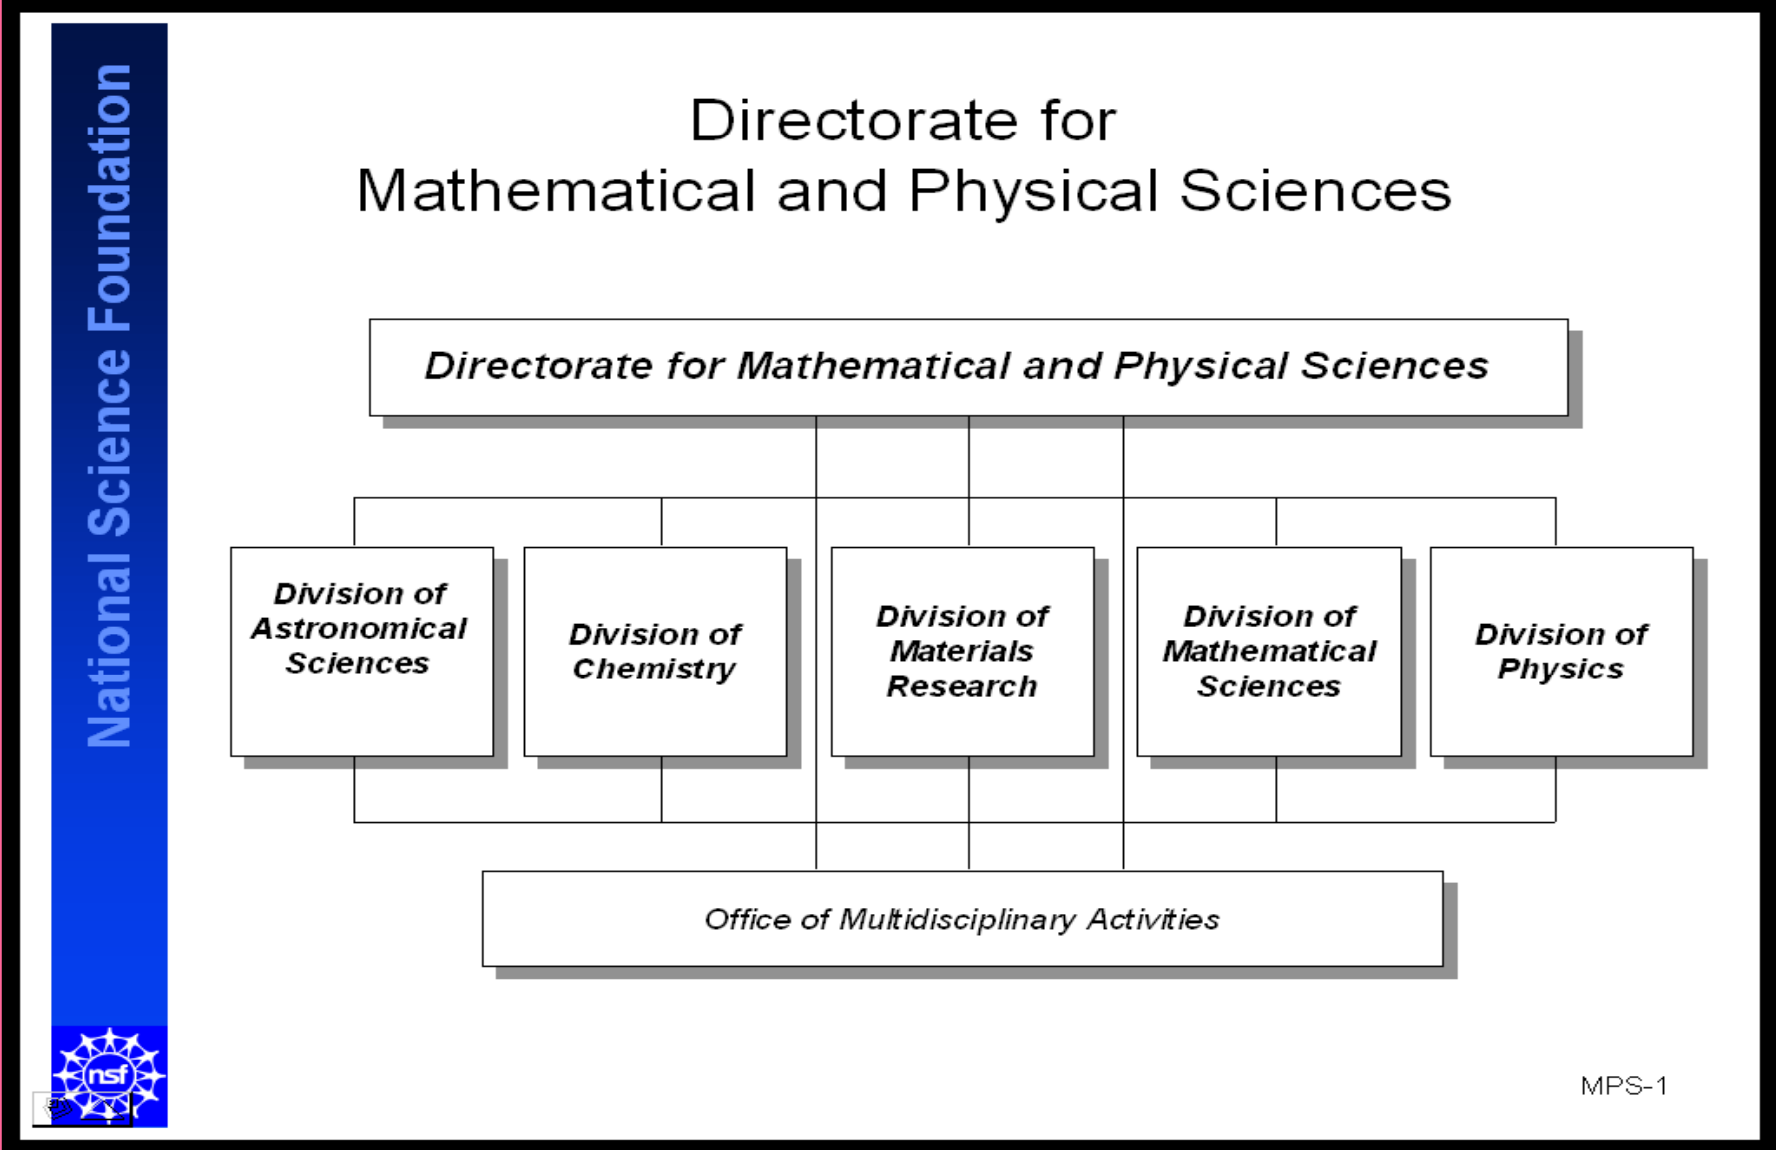 National Science Foundation
Directorate for
Mathematical and Physical Sciences
Directorate for Mathematical and Physical Sciences
Division of
Astronomical
Sciences
Division of
Chemistry
Division of
Materials
Research
Division of
Mathematical
Sciences
Division of
Physics
Office of Multidisciplinary Activities
nsf
MPS-1